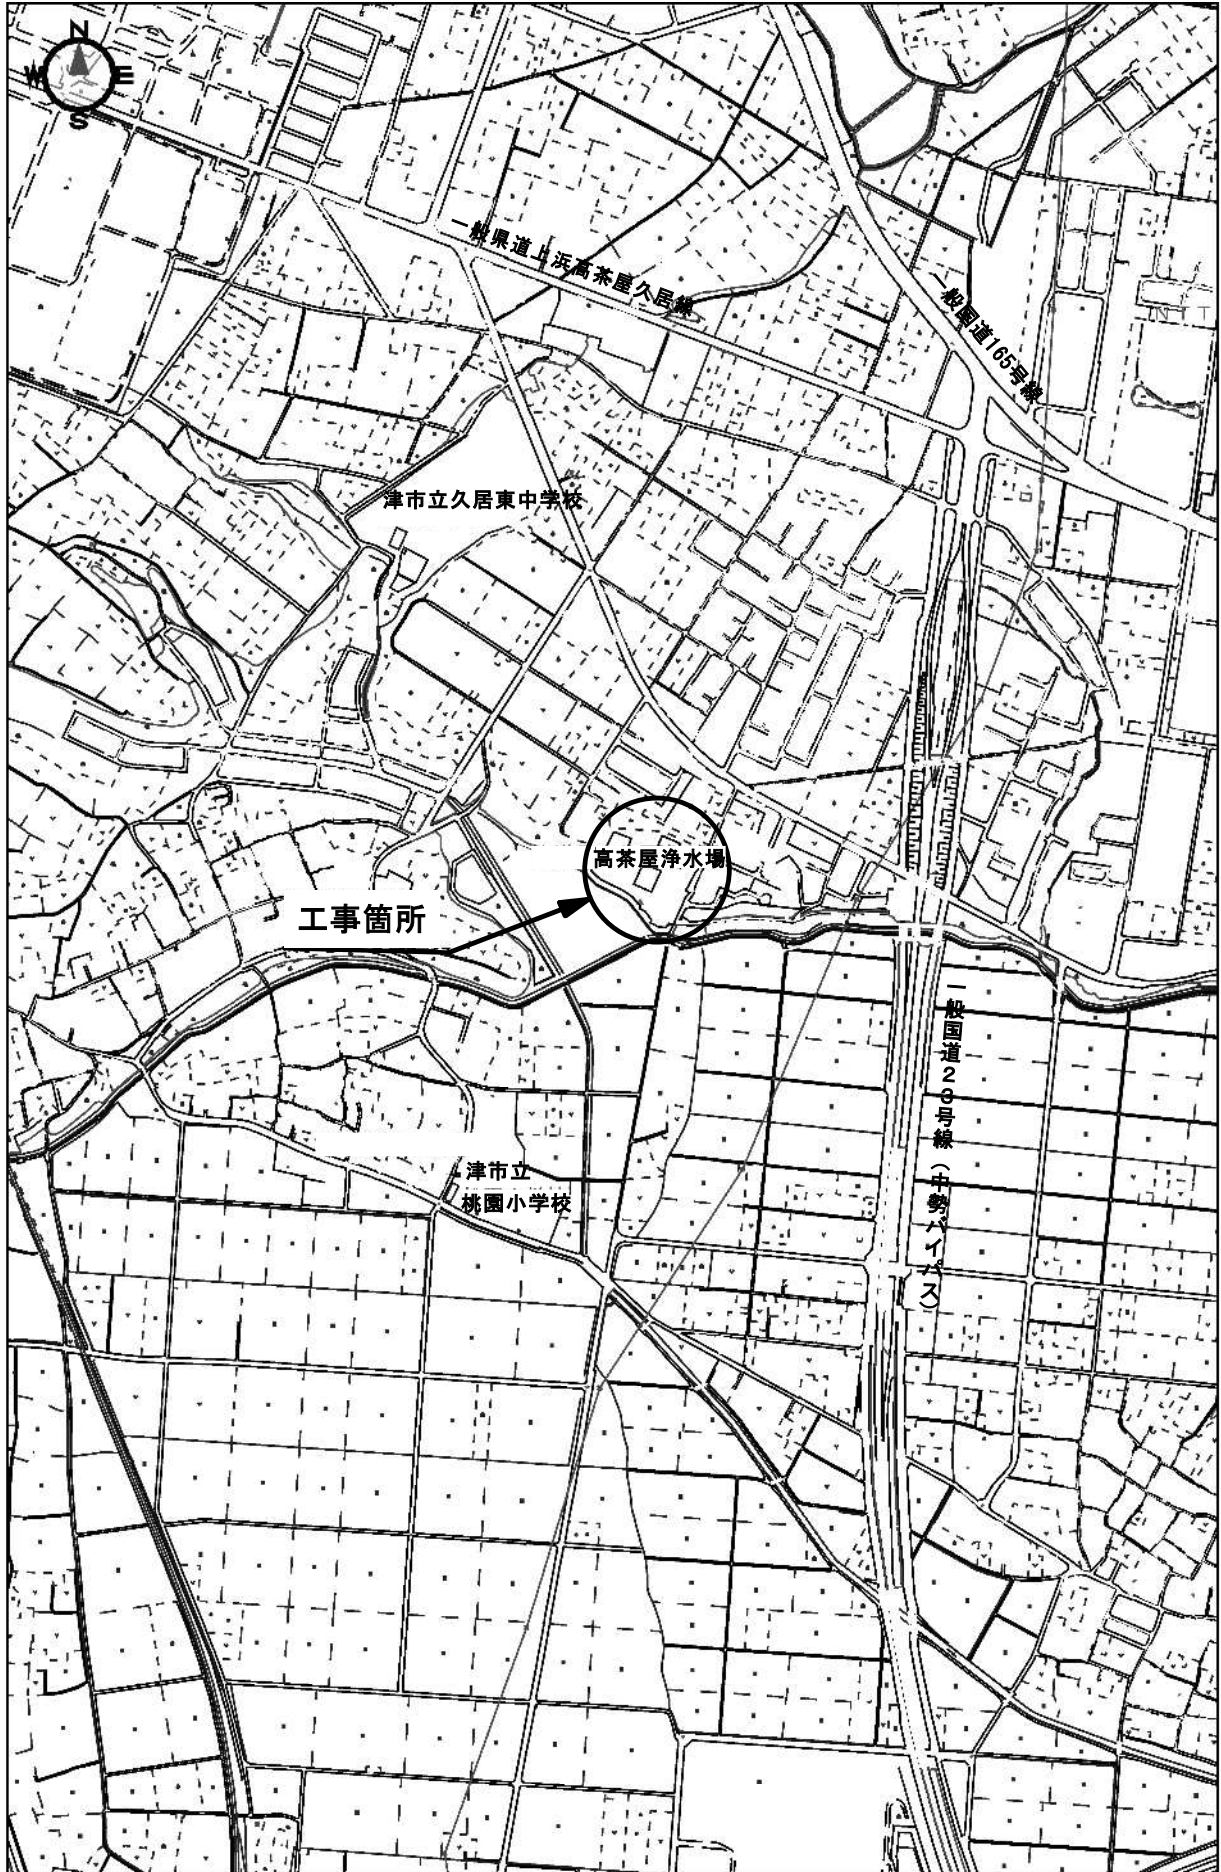 N
W
E
S
一般県道上浜高茶屋久居線
一般国道165号線
NTT
津市立久居東中学校
高茶屋浄水場
工事箇所
一般国道23号線(中勢バイパス)
津市立
桃園小学校